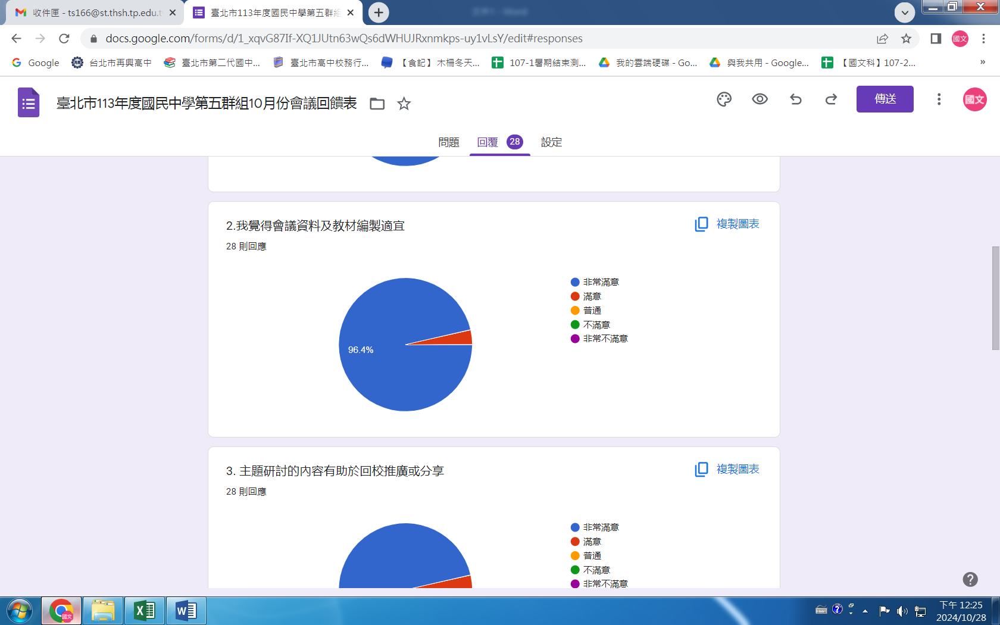 收件匣 - ts166@st.thsh.tp.edu.t
臺北市113年度國民中學第五群組
docs.google.com/forms/d/1_xqvG87If-XQ1JUtn63wQs6dWHUJRxnmkps-uy1vLsY/edit#responses
國文
Google
台北市再興高中
臺北市第二代國中...
臺北市高中校務行...
【食記】木柵冬天...
107-1暑期結束測...
我的雲端硬碟 - Go...
與我共用 - Google...
【國文科】107-2...
»
臺北市113年度國民中學第五群組10月份會議回饋表
傳送
國文
問題
回覆 28
設定
2.我覺得會議資料及教材編製適宜
複製圖表
28 則回應
96.4%
非常滿意
滿意
普通
不滿意
非常不滿意
3. 主題研討的內容有助於回校推廣或分享
複製圖表
28 則回應
非常滿意
滿意
普通
不滿意
非常不滿意
國文
下午 12:25
2024/10/28